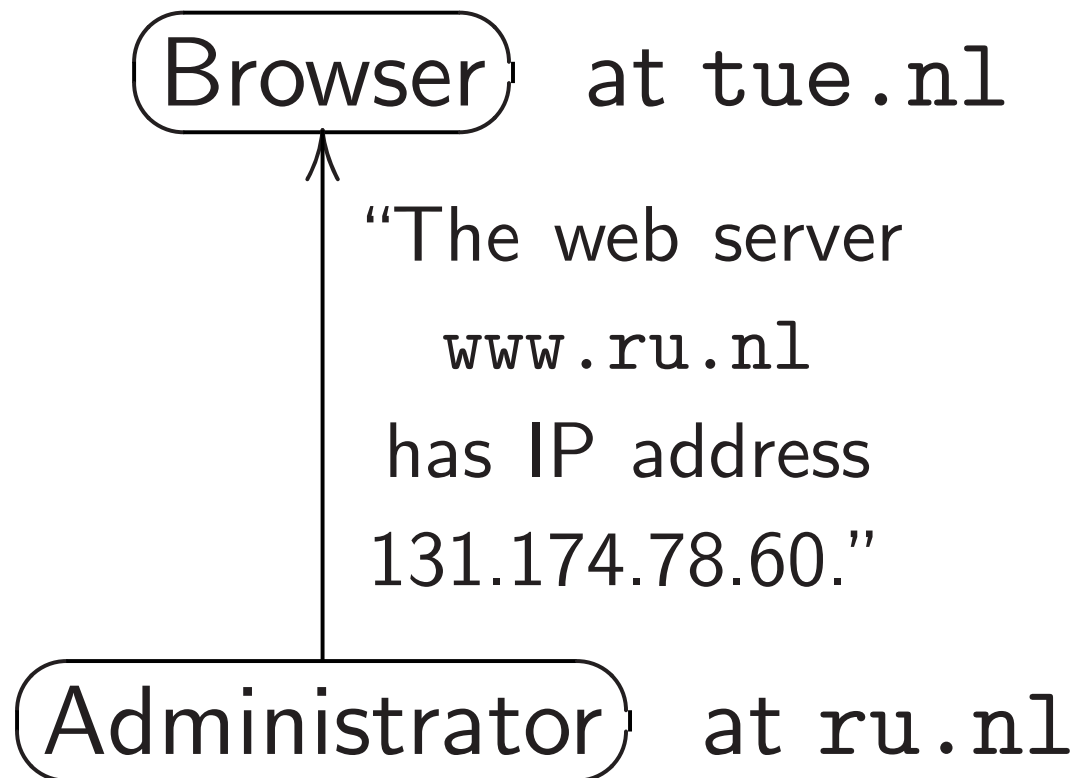 Browser at tue.nl
“The web server
www.ru.nl
has IP address
131.174.78.60.”
Administrator at ru.nl